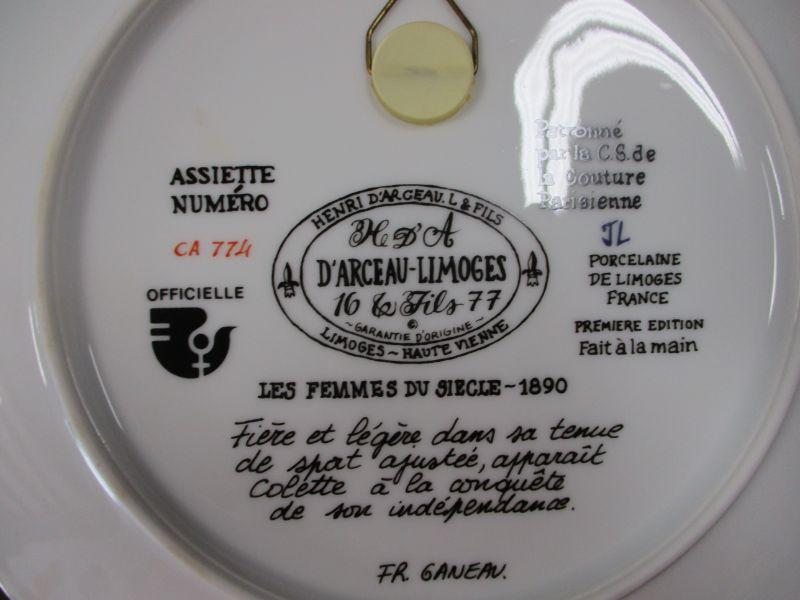 Patronné
par la C.S. de
la Couture
Parisienne
ASSIETTE
NUMÉRO
CA 774
OFFICIELLE
HENRI D'ARCEAU. L & FILS
H D'A
D'ARCEAU-LIMOGES
16 & Fils 77
©
~GARANTIE D'ORIGINE~
LIMOGES~HAUTE VIENNE
JL
PORCELAINE
DE LIMOGES
FRANCE
PREMIERE EDITION
Fait à la main
LES FEMMES DU SIECLE~1890
Fière et légère dans sa tenue
de sport ajustée, apparaît
Colette à la conquête
de son indépendance.
FR. GANEAU.